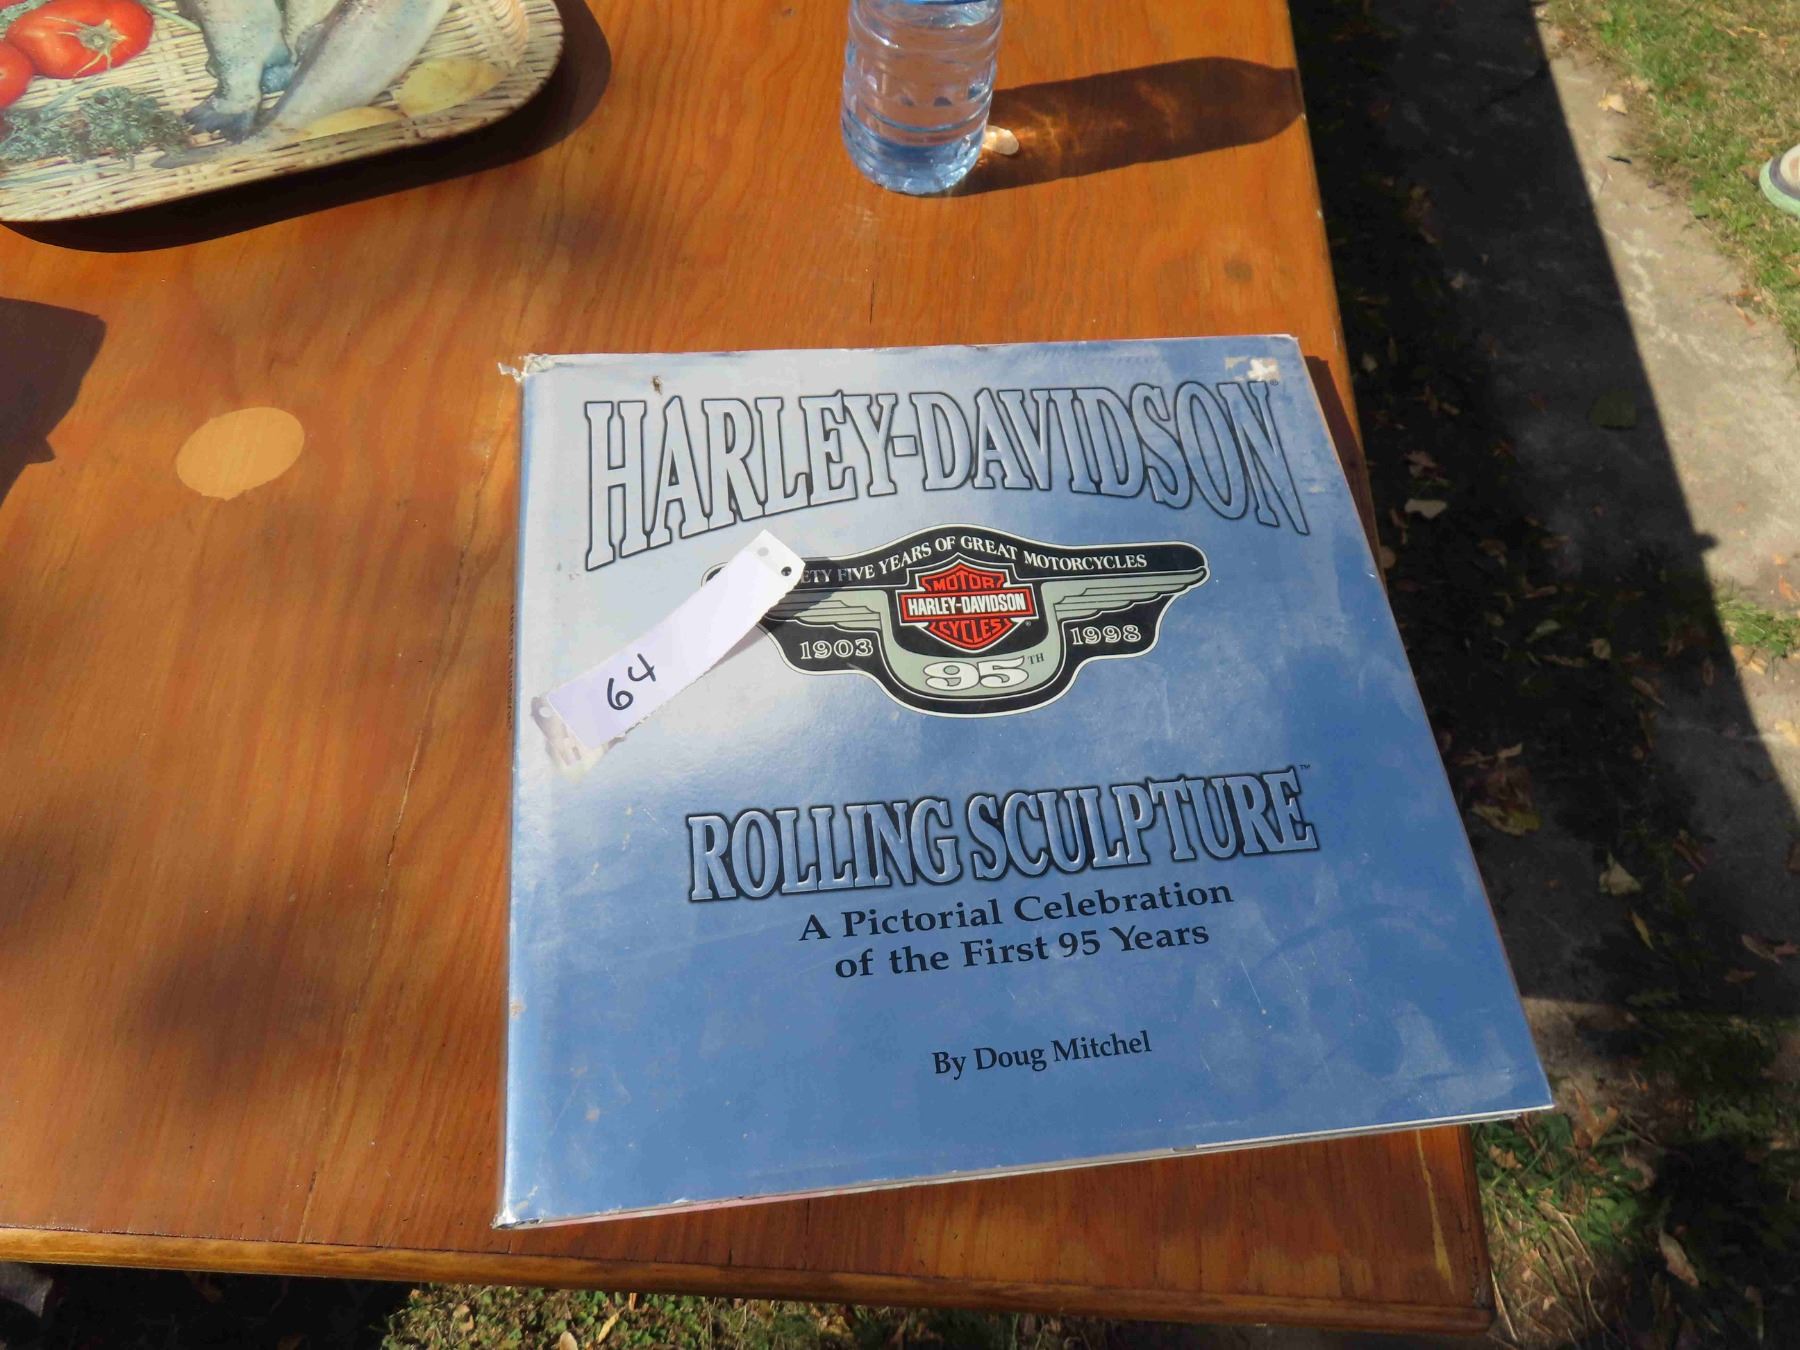 HARLEY-DAVIDSON®
ETY FIVE YEARS OF GREAT MOTORCYCLES
MOTOR
HARLEY-DAVIDSON
CYCLES
1903
1998
95TH
64
ROLLING SCULPTURE™
A Pictorial Celebration
of the First 95 Years
By Doug Mitchel